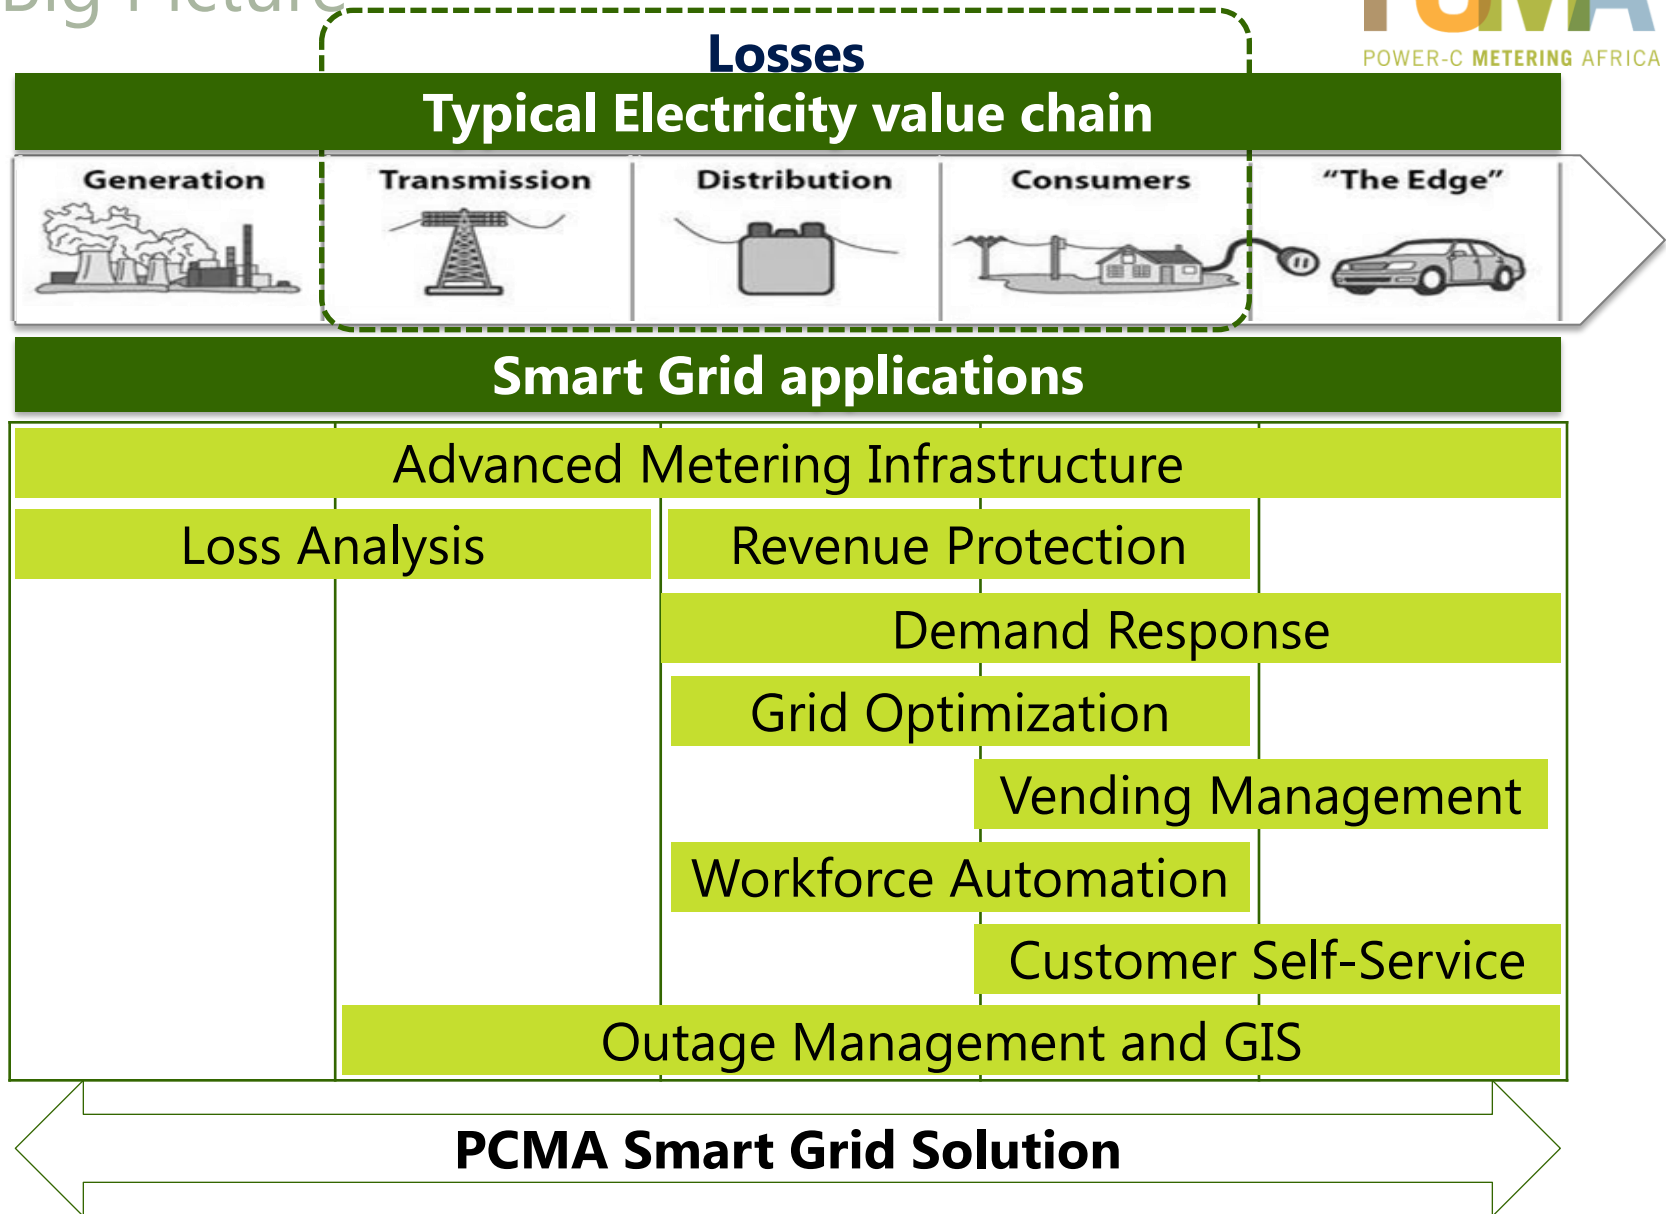 Big Picture
Losses
POWER-C METERING AFRICA
Typical Electricity value chain
Generation
Transmission
Distribution
Consumers
“The Edge”
Smart Grid applications
Advanced Metering Infrastructure
Loss Analysis
Revenue Protection
Demand Response
Grid Optimization
Vending Management
Workforce Automation
Customer Self-Service
Outage Management and GIS
PCMA Smart Grid Solution